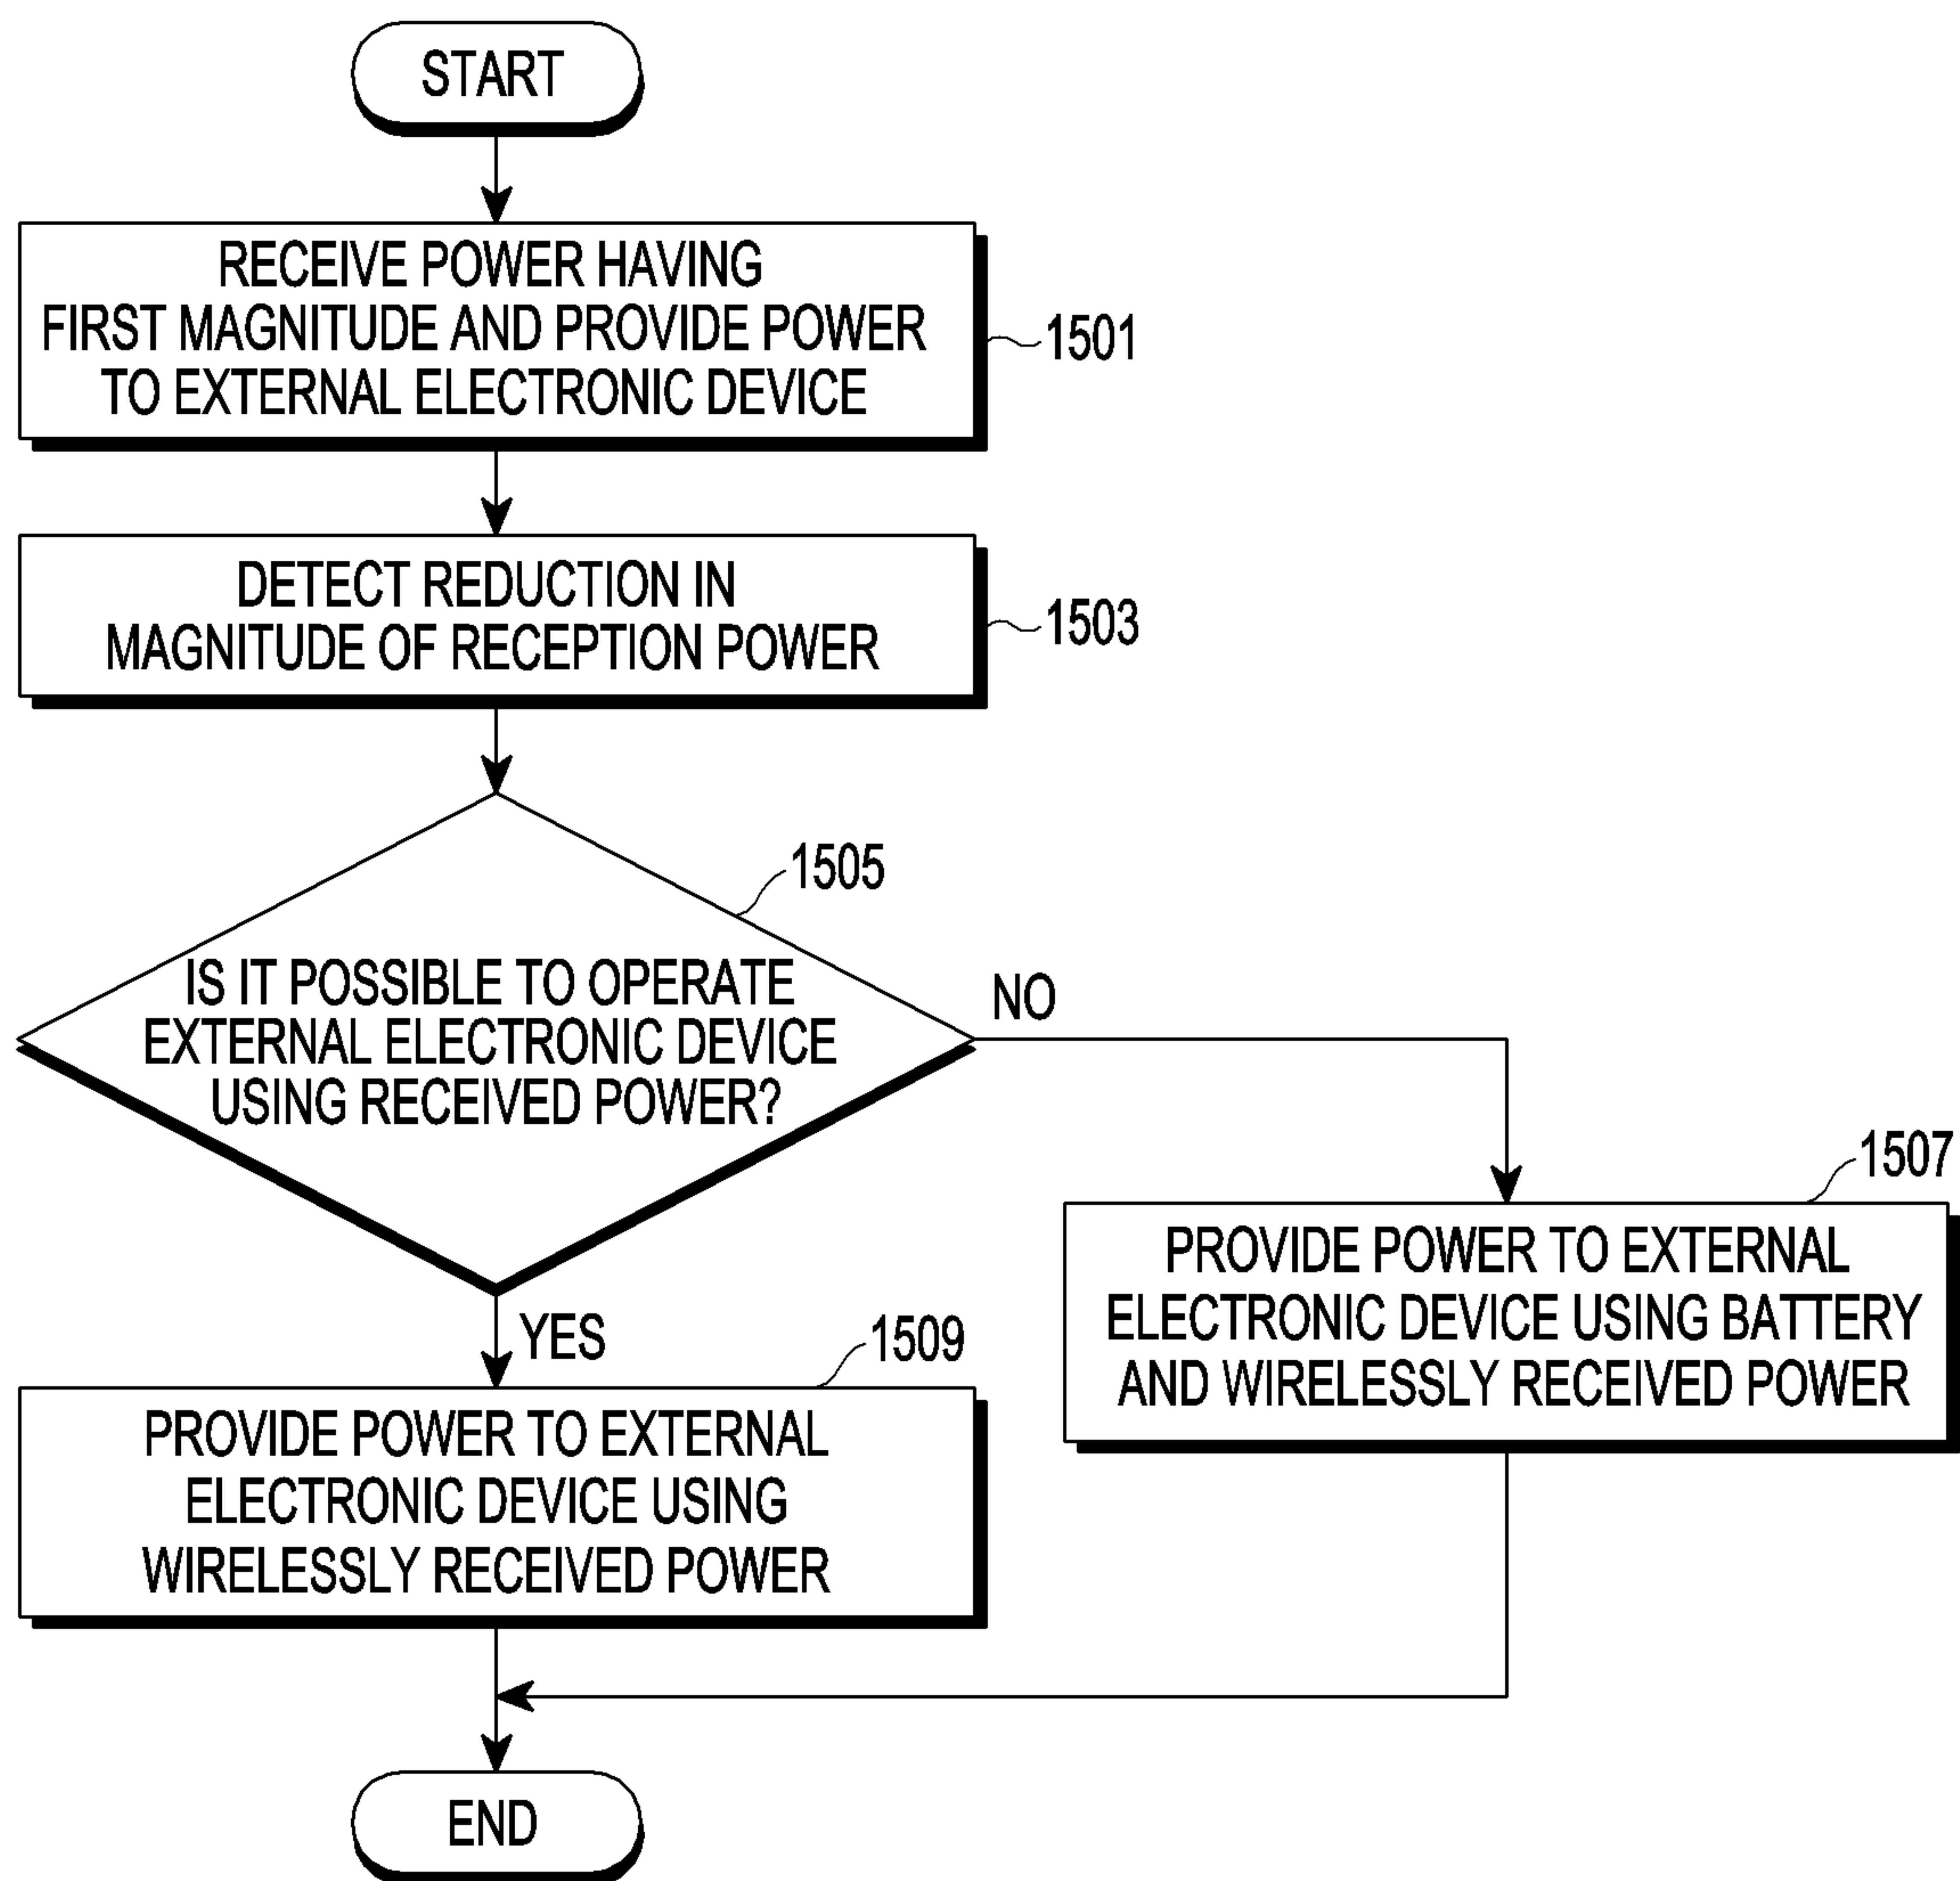 START
RECEIVE POWER HAVING
FIRST MAGNITUDE AND PROVIDE POWER
TO EXTERNAL ELECTRONIC DEVICE
1501
DETECT REDUCTION IN
MAGNITUDE OF RECEPTION POWER
1503
1505
IS IT POSSIBLE TO OPERATE
EXTERNAL ELECTRONIC DEVICE
USING RECEIVED POWER?
NO
1507
PROVIDE POWER TO EXTERNAL
ELECTRONIC DEVICE USING BATTERY
AND WIRELESSLY RECEIVED POWER
YES
1509
PROVIDE POWER TO EXTERNAL
ELECTRONIC DEVICE USING
WIRELESSLY RECEIVED POWER
END